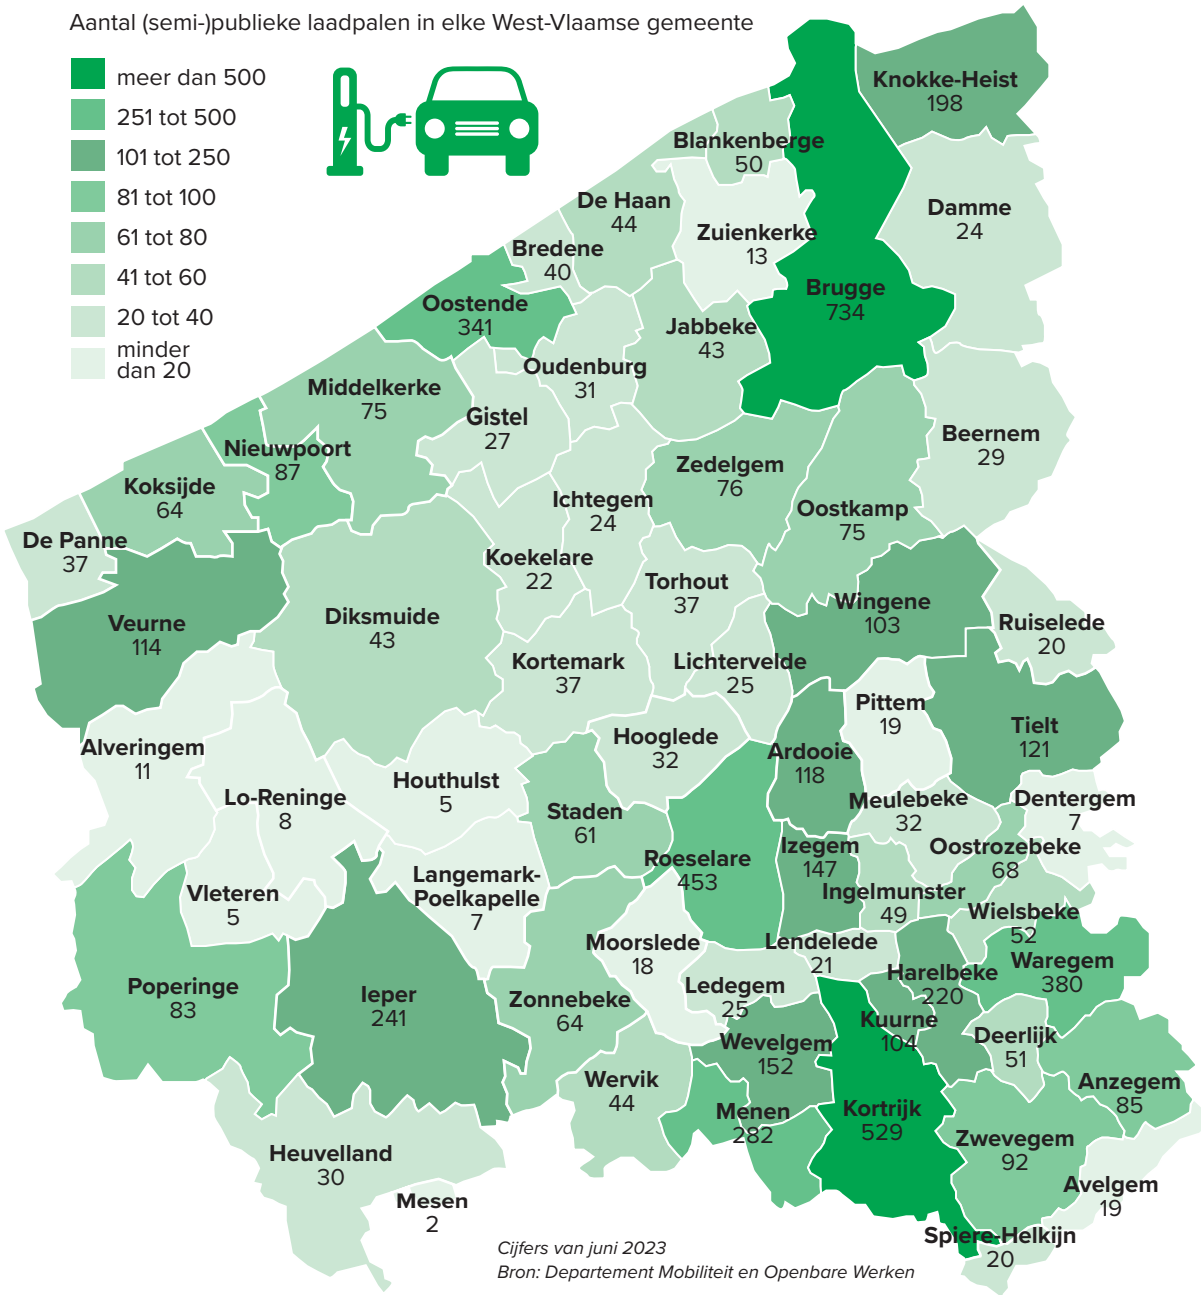 Aantal (semi-)publieke laadpalen in elke West-Vlaamse gemeente
meer dan 500
251 tot 500
101 tot 250
81 tot 100
61 tot 80
41 tot 60
20 tot 40
minder
dan 20
Knokke-Heist
198
Blankenberge
50
De Haan
44
Damme
24
Zuienkerke
13
Bredene
40
Brugge
734
Oostende
341
Jabbeke
43
Oudenburg
31
Middelkerke
75
Gistel
27
Nieuwpoort
87
Beernem
29
Zedelgem
76
Koksijde
64
Ichtegem
24
Oostkamp
75
De Panne
37
Koekelare
22
Torhout
37
Wingene
103
Veurne
114
Diksmuide
43
Ruiselede
20
Kortemark
37
Lichtervelde
25
Pittem
19
Tielt
121
Alveringem
11
Hooglede
32
Ardooie
118
Houthulst
5
Lo-Reninge
8
Meulebeke
32
Dentergem
7
Staden
61
Izegem
147
Oostrozebeke
68
Roeselare
453
Langemark-
Poelkapelle
7
Vleteren
5
Ingelmunster
49
Wielsbeke
52
Moorslede
18
Lendelede
21
Waregem
380
Harelbeke
220
Ledegem
25
Poperinge
83
Ieper
241
Zonnebeke
64
Kuurne
104
Wevelgem
152
Deerlijk
51
Wervik
44
Anzegem
85
Menen
282
Kortrijk
529
Zwevegem
92
Heuvelland
30
Avelgem
19
Mesen
2
Spiere-Helkijn
20
Cijfers van juni 2023
Bron: Departement Mobiliteit en Openbare Werken